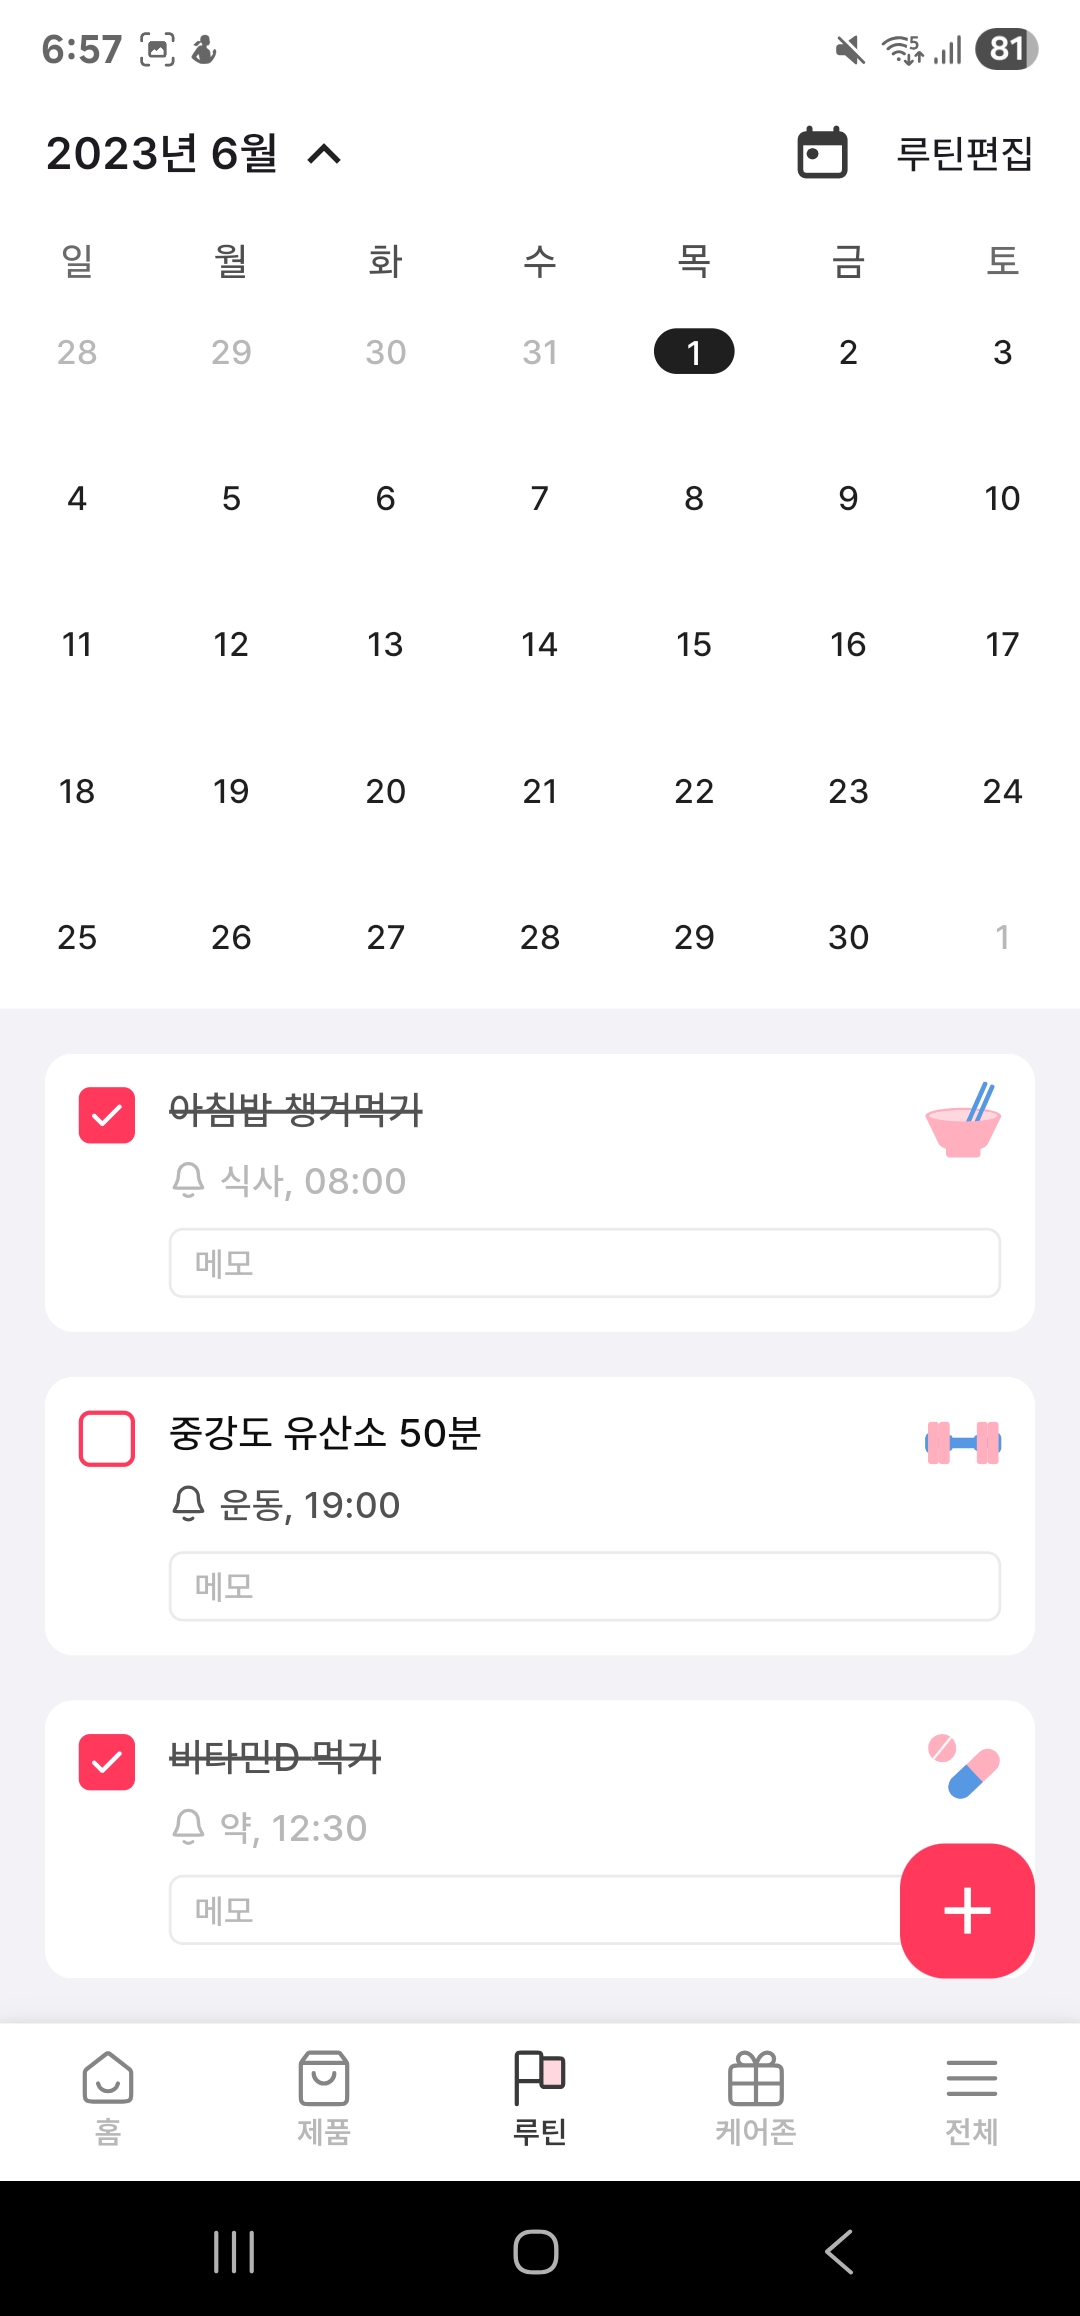 6:57 5 81
2023년 6월 루틴편집
일 월 화 수 목 금 토
28 29 30 31 1 2 3
4 5 6 7 8 9 10
11 12 13 14 15 16 17
18 19 20 21 22 23 24
25 26 27 28 29 30 1
아침밥 챙겨먹기
식사, 08:00
메모
중강도 유산소 50분
운동, 19:00
메모
비타민D 먹기
약, 12:30
메모
홈 제품 루틴 케어존 전체